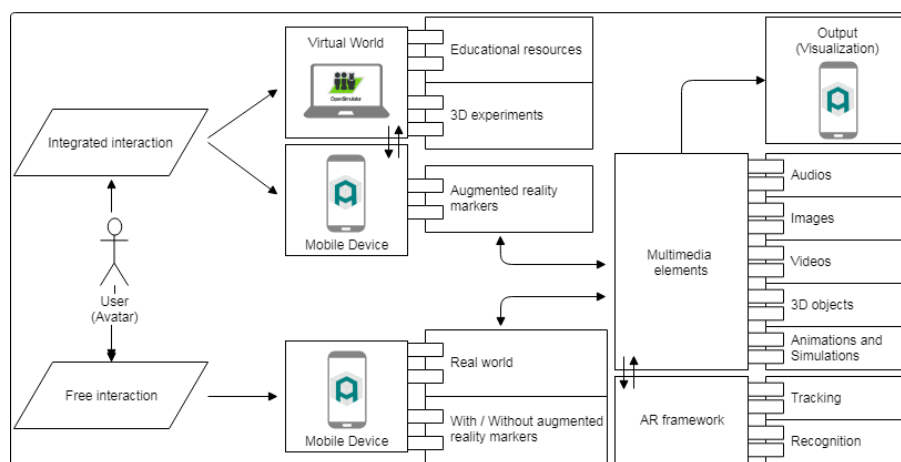 Virtual World
OpenSimulator
Educational resources
3D experiments
Output
(Visualization)
Integrated interaction
Mobile Device
Augmented reality
markers
Multimedia
elements
Audios
Images
Videos
3D objects
Animations and
Simulations
User
(Avatar)
Free interaction
Mobile Device
Real world
With / Without augmented
reality markers
AR framework
Tracking
Recognition